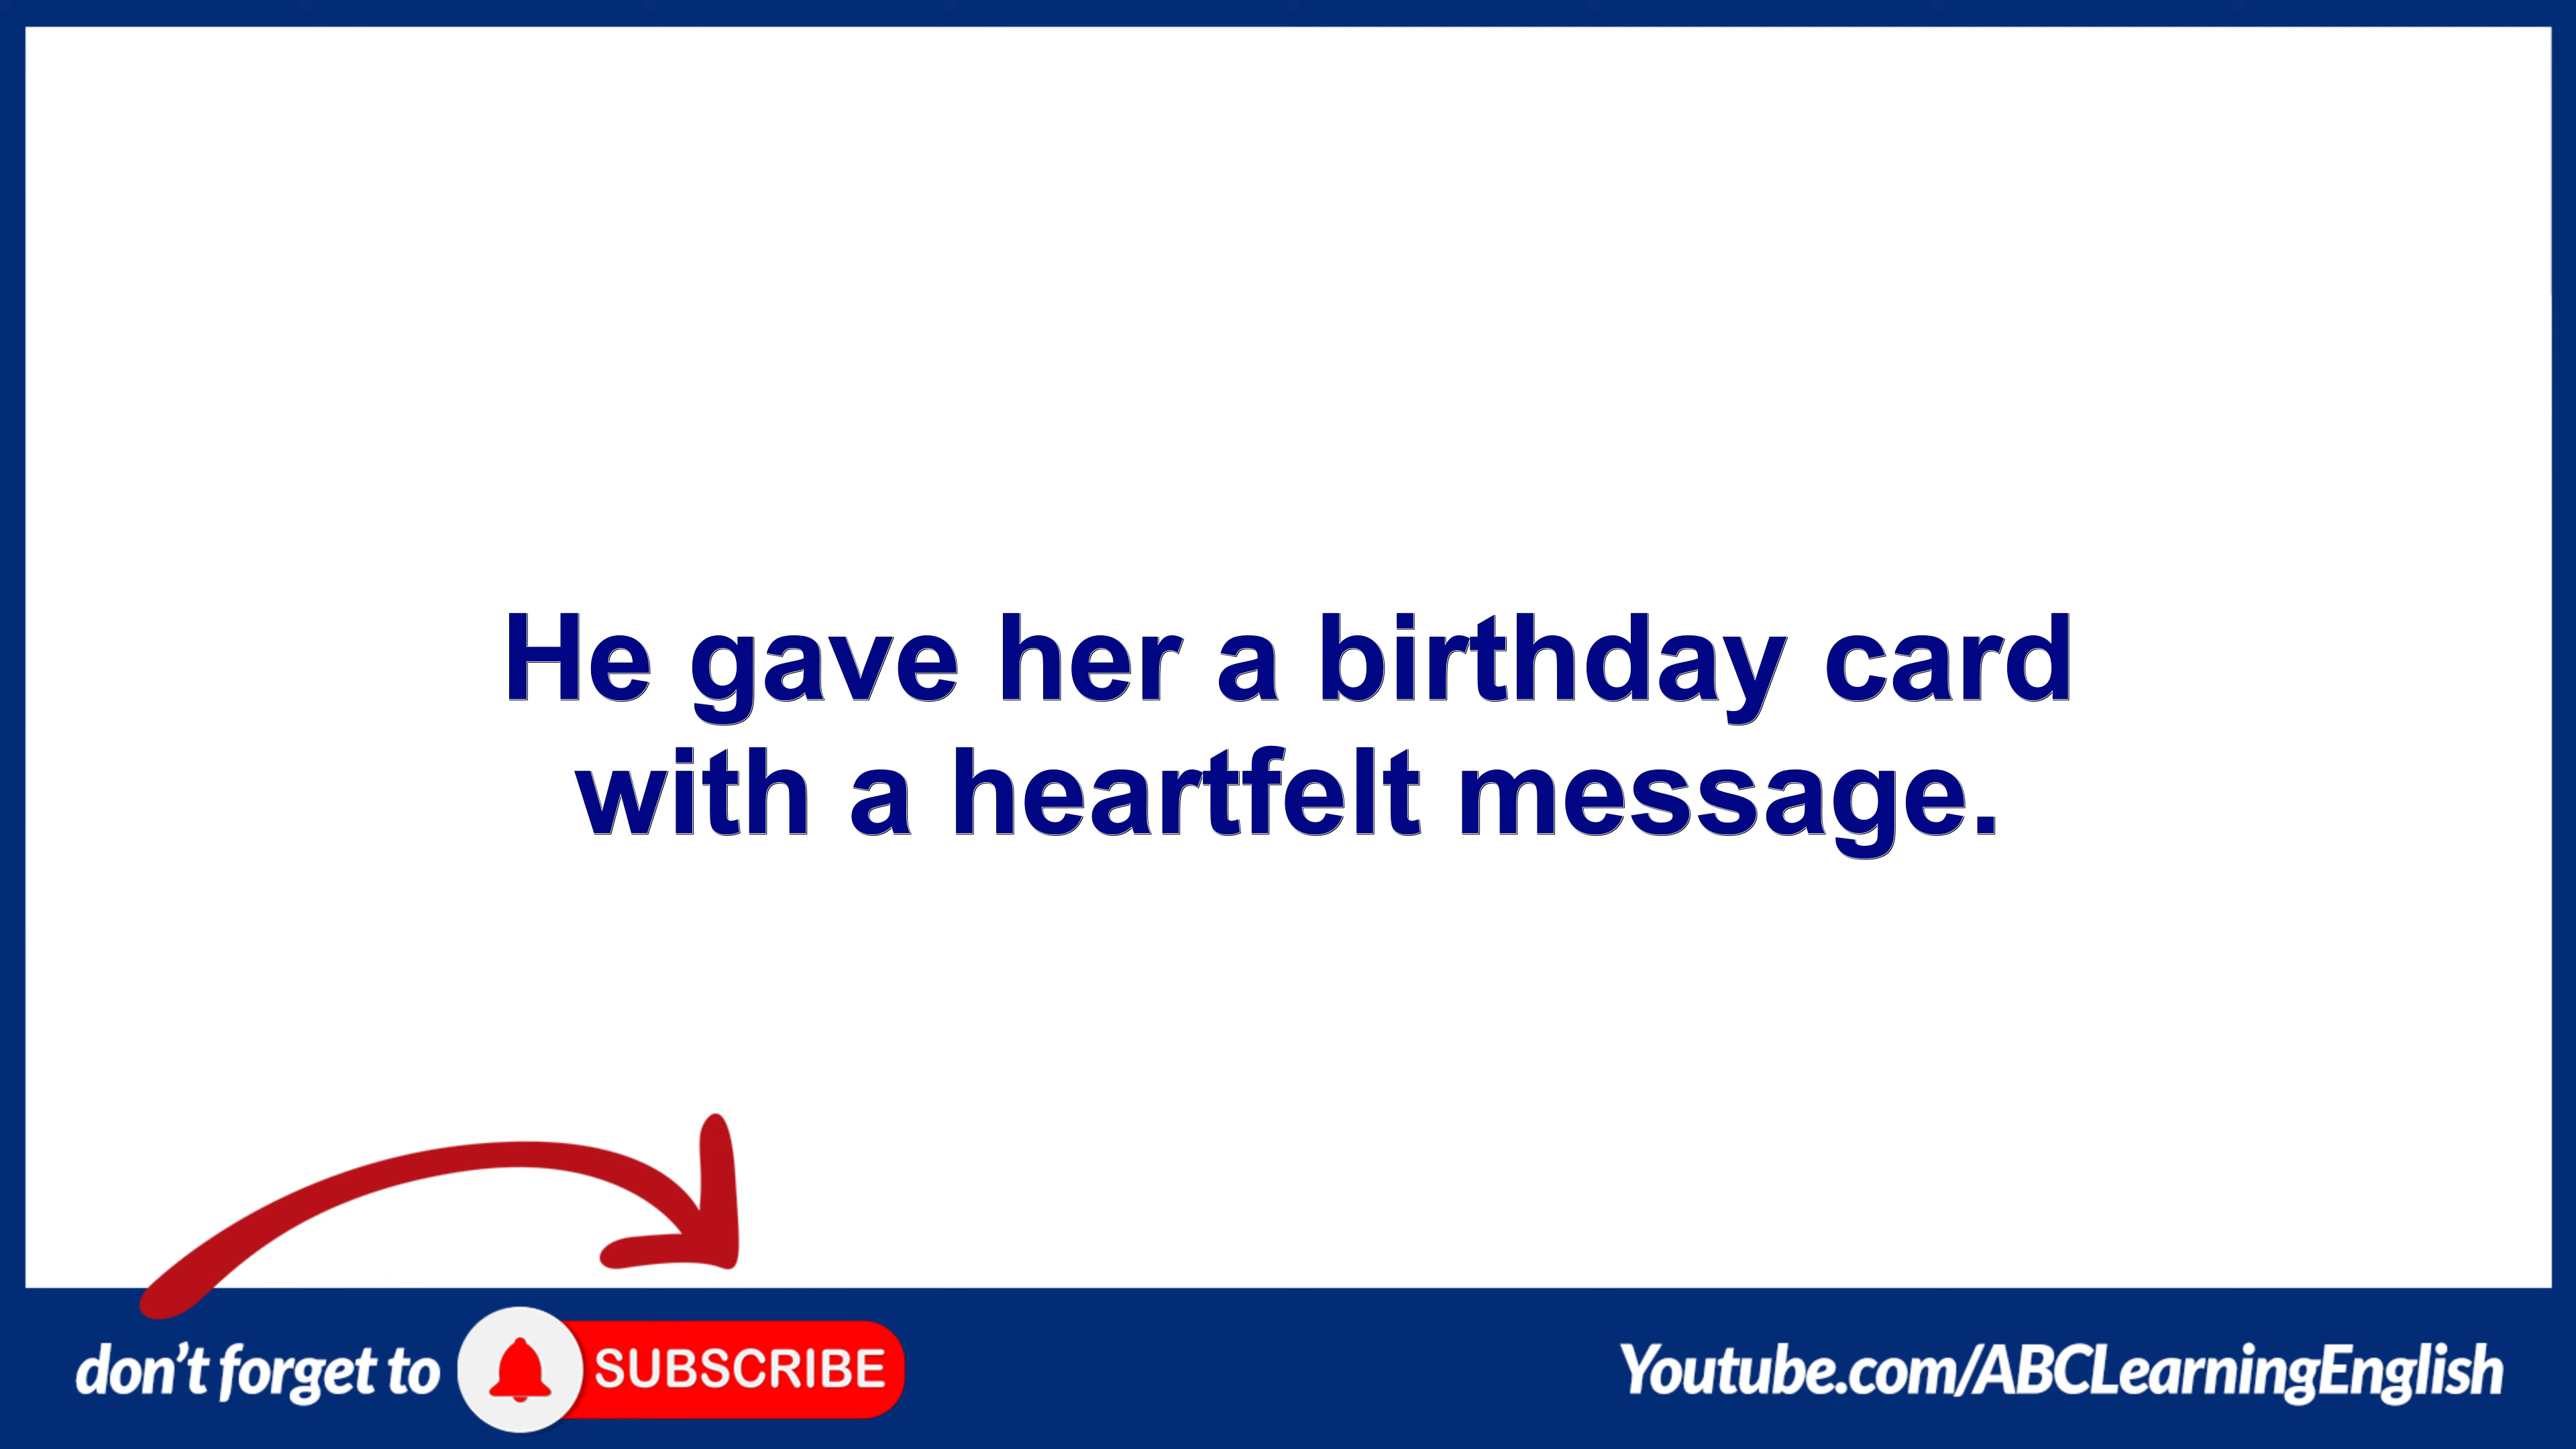 He gave her a birthday card
with a heartfelt message.
don't forget to SUBSCRIBE
Youtube.com/ABCLearningEnglish